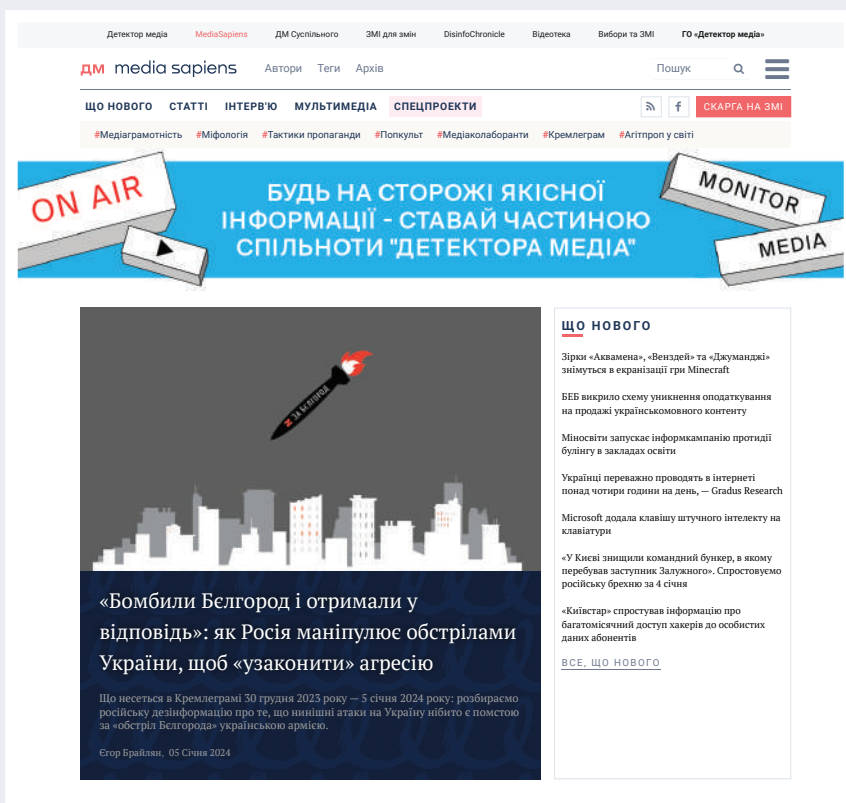 Детектор медіа MediaSapiens ДМ Суспільного ЗМІ для змін DisinfoChronicle Відеотека Вибори та ЗМІ ГО «Детектор медіа»
ДМ media sapiens Автори Теги Архів Пошук
ЩО НОВОГО СТАТТІ ІНТЕРВ'Ю МУЛЬТИМЕДІА СПЕЦПРОЕКТИ f СКАРГА НА ЗМІ
#Медіаграмотність #Міфологія #Тактики пропаганди #Попкульт #Медіаколаборанти #Кремлеграм #Агітпроп у світі
ON AIR
БУДЬ НА СТОРОЖІ ЯКІСНОЇ
ІНФОРМАЦІЇ - СТАВАЙ ЧАСТИНОЮ
СПІЛЬНОТИ "ДЕТЕКТОРА МЕДІА"
MONITOR
MEDIA
Z ЗА БЄЛГОРОД
«Бомбили Бєлгород і отримали у
відповідь»: як Росія маніпулює обстрілами
України, щоб «узаконити» агресію
Що несеться в Кремлеграмі 30 грудня 2023 року — 5 січня 2024 року: розбираємо
російську дезінформацію про те, що нинішні атаки на Україну нібито є помстою
за «обстріл Бєлгорода» українською армією.
Єгор Брайлян, 05 Січня 2024
ЩО НОВОГО
Зірки «Аквамена», «Венздей» та «Джуманджі»
знімуться в екранізації гри Minecraft
БЕБ викрило схему уникнення оподаткування
на продажі українськомовного контенту
Міносвіти запускає інформкампанію протидії
булінгу в закладах освіти
Українці переважно проводять в інтернеті
понад чотири години на день, — Gradus Research
Microsoft додала клавішу штучного інтелекту на
клавіатури
«У Києві знищили командний бункер, в якому
перебував заступник Залужного». Спростовуємо
російську брехню за 4 січня
«Київстар» спростував інформацію про
багатомісячний доступ хакерів до особистих
даних абонентів
ВСЕ, ЩО НОВОГО